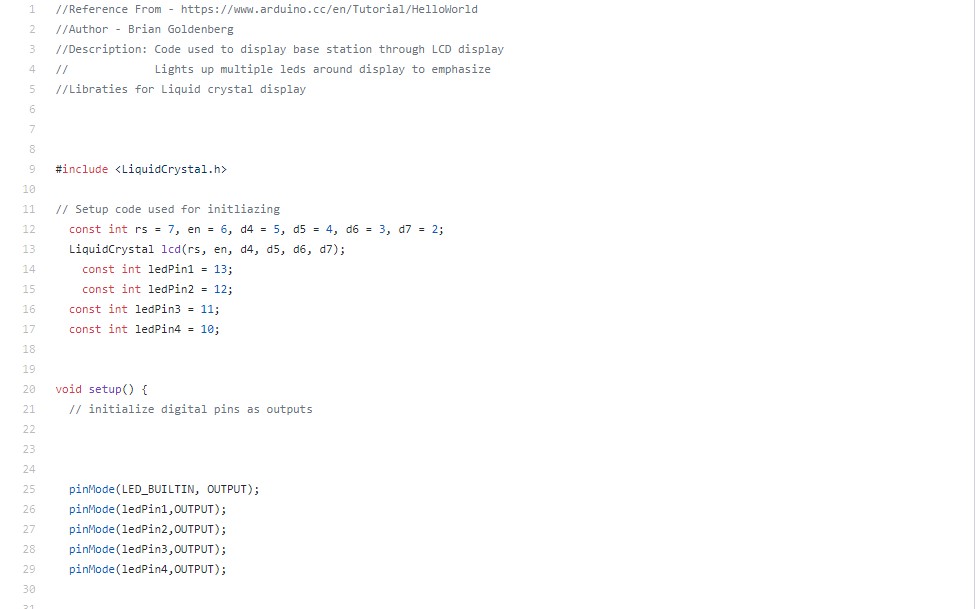 1 //Reference From - https://www.arduino.cc/en/Tutorial/HelloWorld
2 //Author - Brian Goldenberg
3 //Description: Code used to display base station through LCD display
4 //             Lights up multiple leds around display to emphasize
5 //Libraties for Liquid crystal display
6
7
8
9 #include <LiquidCrystal.h>
10
11 // Setup code used for initliazing
12   const int rs = 7, en = 6, d4 = 5, d5 = 4, d6 = 3, d7 = 2;
13   LiquidCrystal lcd(rs, en, d4, d5, d6, d7);
14     const int ledPin1 = 13;
15     const int ledPin2 = 12;
16   const int ledPin3 = 11;
17   const int ledPin4 = 10;
18
19
20 void setup() {
21   // initialize digital pins as outputs
22
23
24
25   pinMode(LED_BUILTIN, OUTPUT);
26   pinMode(ledPin1,OUTPUT);
27   pinMode(ledPin2,OUTPUT);
28   pinMode(ledPin3,OUTPUT);
29   pinMode(ledPin4,OUTPUT);
30
31